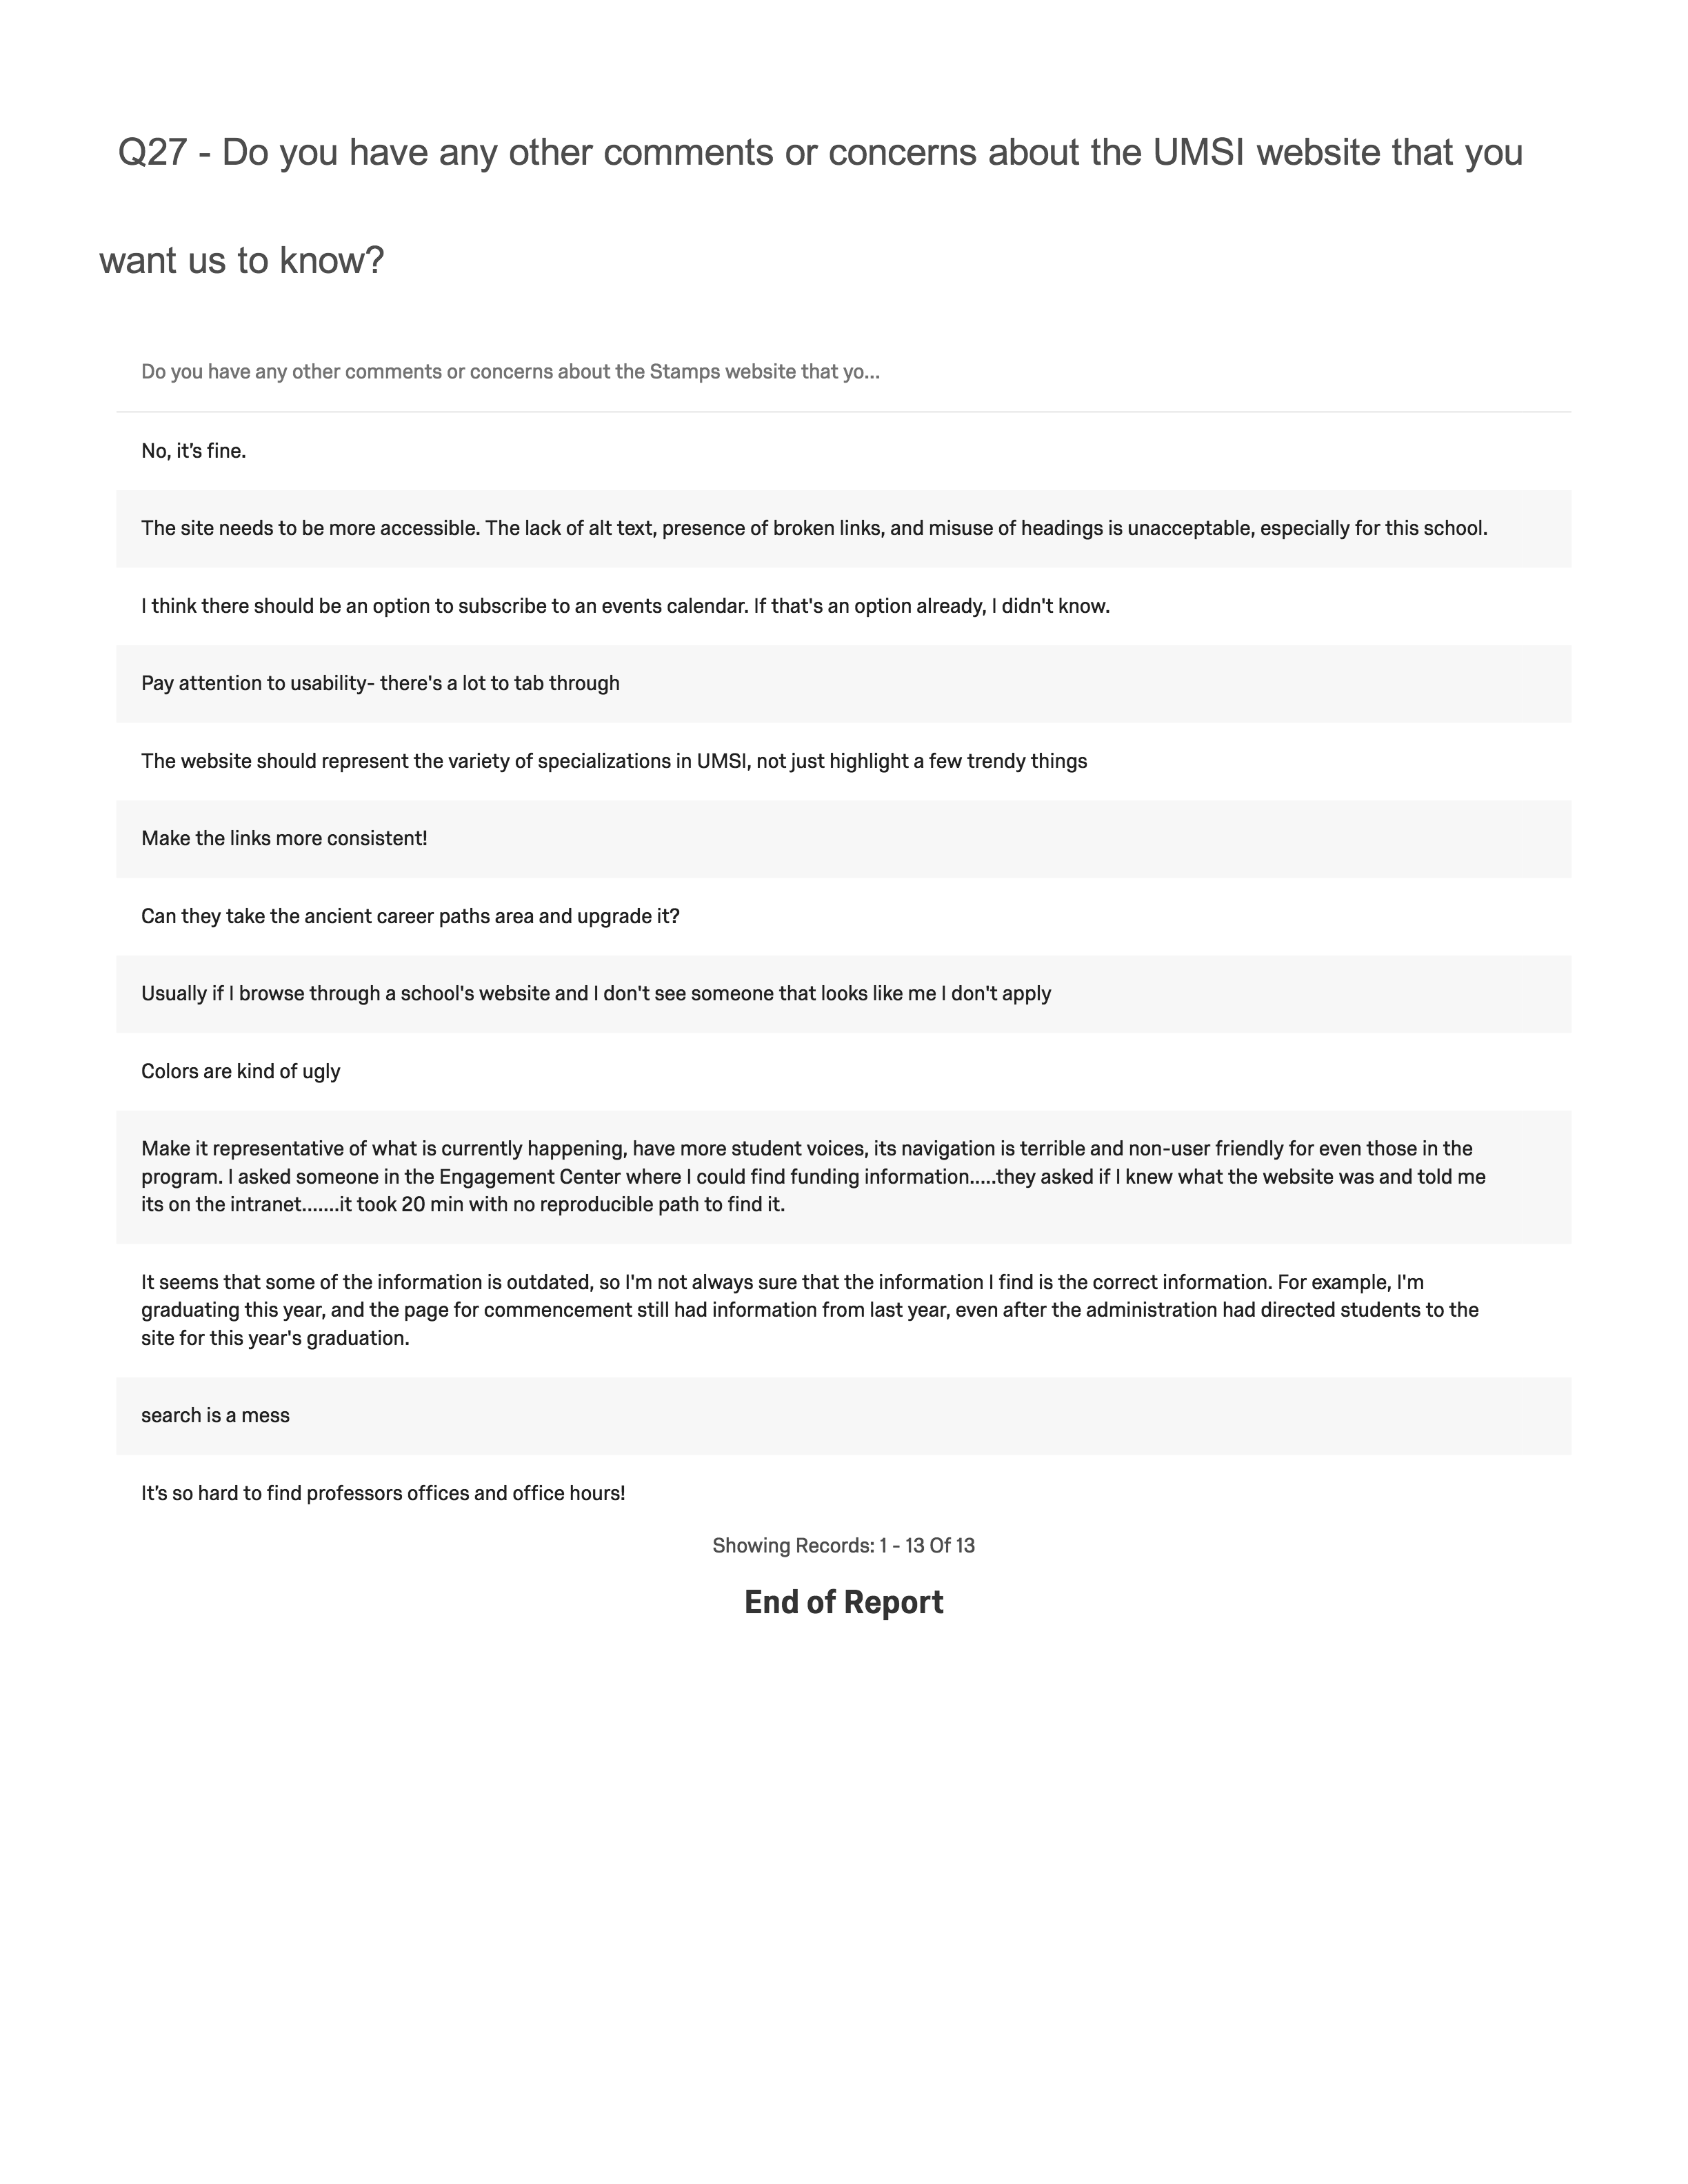 Q27 - Do you have any other comments or concerns about the UMSI website that you
want us to know?
Do you have any other comments or concerns about the Stamps website that yo...
No, it’s fine.
The site needs to be more accessible. The lack of alt text, presence of broken links, and misuse of headings is unacceptable, especially for this school.
I think there should be an option to subscribe to an events calendar. If that's an option already, I didn't know.
Pay attention to usability- there's a lot to tab through
The website should represent the variety of specializations in UMSI, not just highlight a few trendy things
Make the links more consistent!
Can they take the ancient career paths area and upgrade it?
Usually if I browse through a school's website and I don't see someone that looks like me I don't apply
Colors are kind of ugly
Make it representative of what is currently happening, have more student voices, its navigation is terrible and non-user friendly for even those in the
program. I asked someone in the Engagement Center where I could find funding information.....they asked if I knew what the website was and told me
its on the intranet.......it took 20 min with no reproducible path to find it.
It seems that some of the information is outdated, so I'm not always sure that the information I find is the correct information. For example, I'm
graduating this year, and the page for commencement still had information from last year, even after the administration had directed students to the
site for this year's graduation.
search is a mess
It’s so hard to find professors offices and office hours!
Showing Records: 1 - 13 Of 13
End of Report